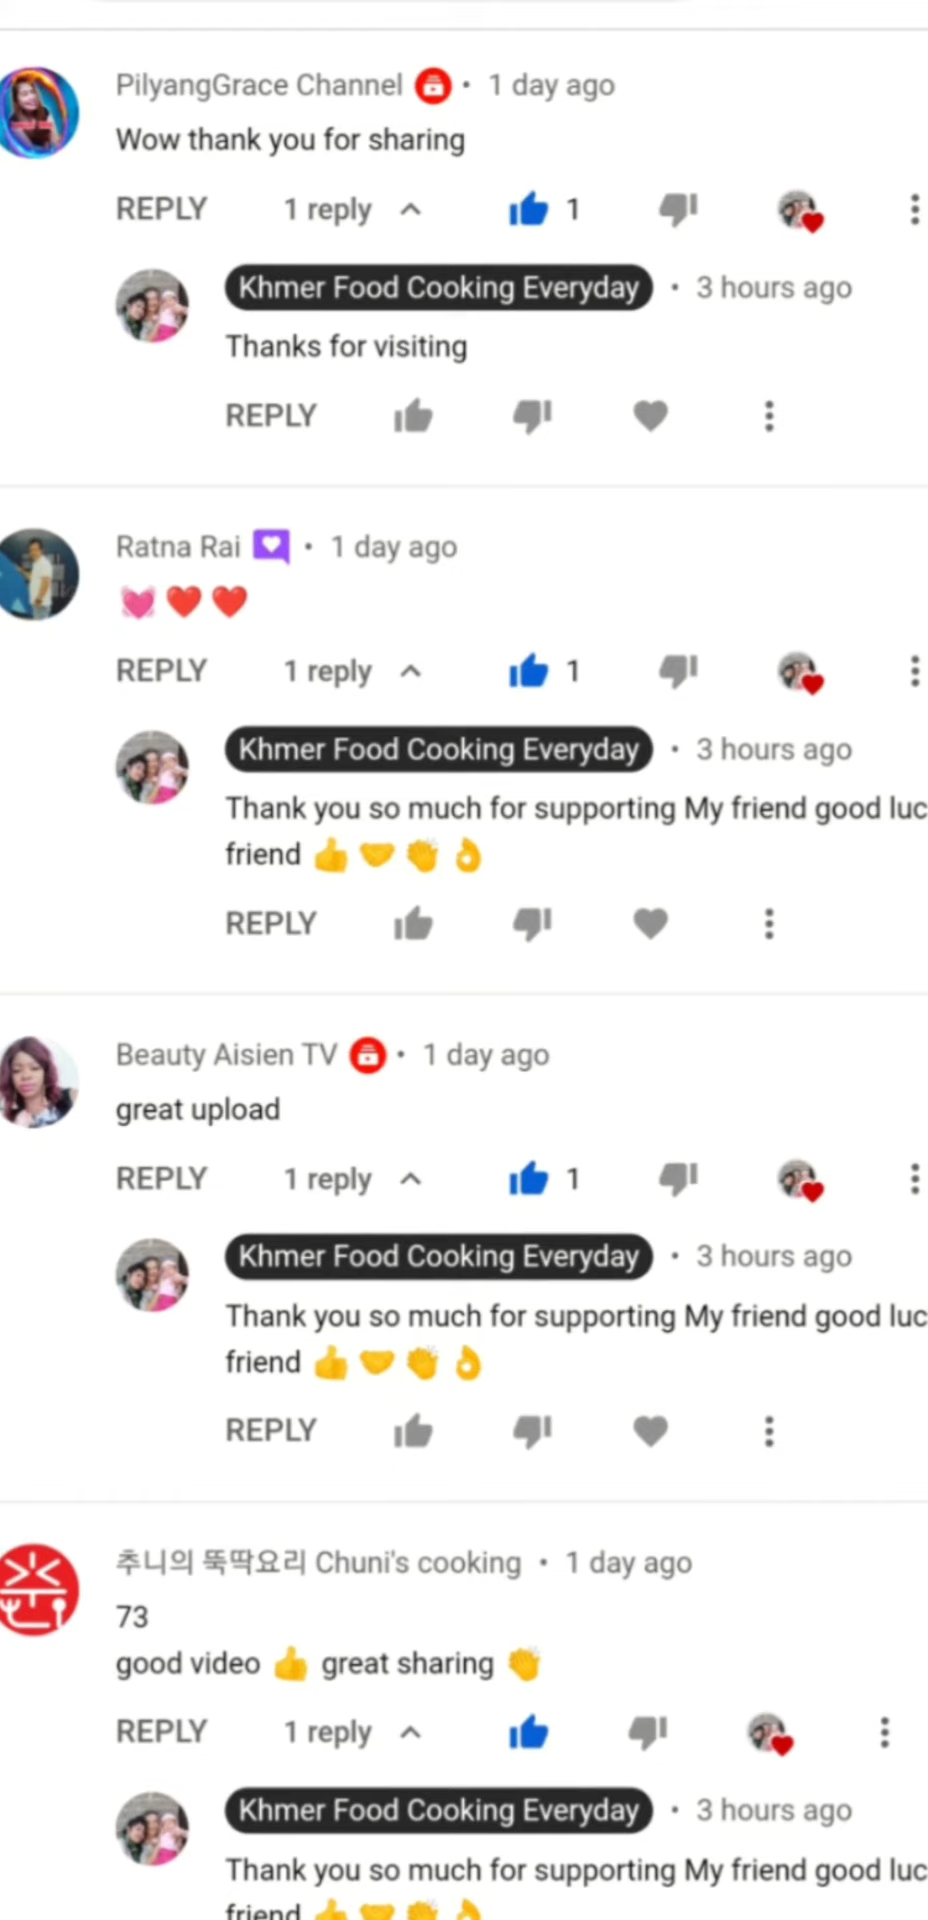 PilyangGrace Channel • 1 day ago
Wow thank you for sharing
REPLY 1 reply 1
Khmer Food Cooking Everyday • 3 hours ago
Thanks for visiting
REPLY
Ratna Rai • 1 day ago
💓❤️❤️
REPLY 1 reply 1
Khmer Food Cooking Everyday • 3 hours ago
Thank you so much for supporting My friend good luc
friend 👍🤝👏👌
REPLY
Beauty Aisien TV • 1 day ago
great upload
REPLY 1 reply 1
Khmer Food Cooking Everyday • 3 hours ago
Thank you so much for supporting My friend good luc
friend 👍🤝👏👌
REPLY
추니의 뚝딱요리 Chuni's cooking • 1 day ago
73
good video 👍 great sharing 👏
REPLY 1 reply
Khmer Food Cooking Everyday • 3 hours ago
Thank you so much for supporting My friend good luc
friend 👍🤝👏👌